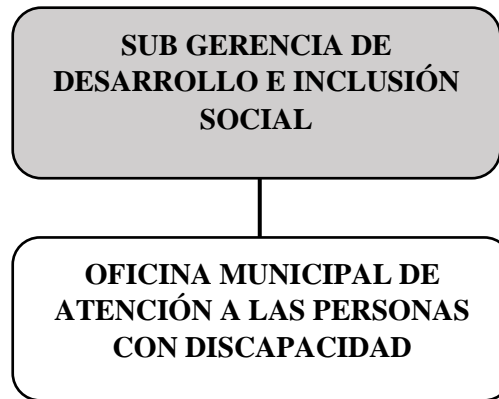 SUB GERENCIA DE
DESARROLLO E INCLUSIÓN
SOCIAL
OFICINA MUNICIPAL DE
ATENCIÓN A LAS PERSONAS
CON DISCAPACIDAD